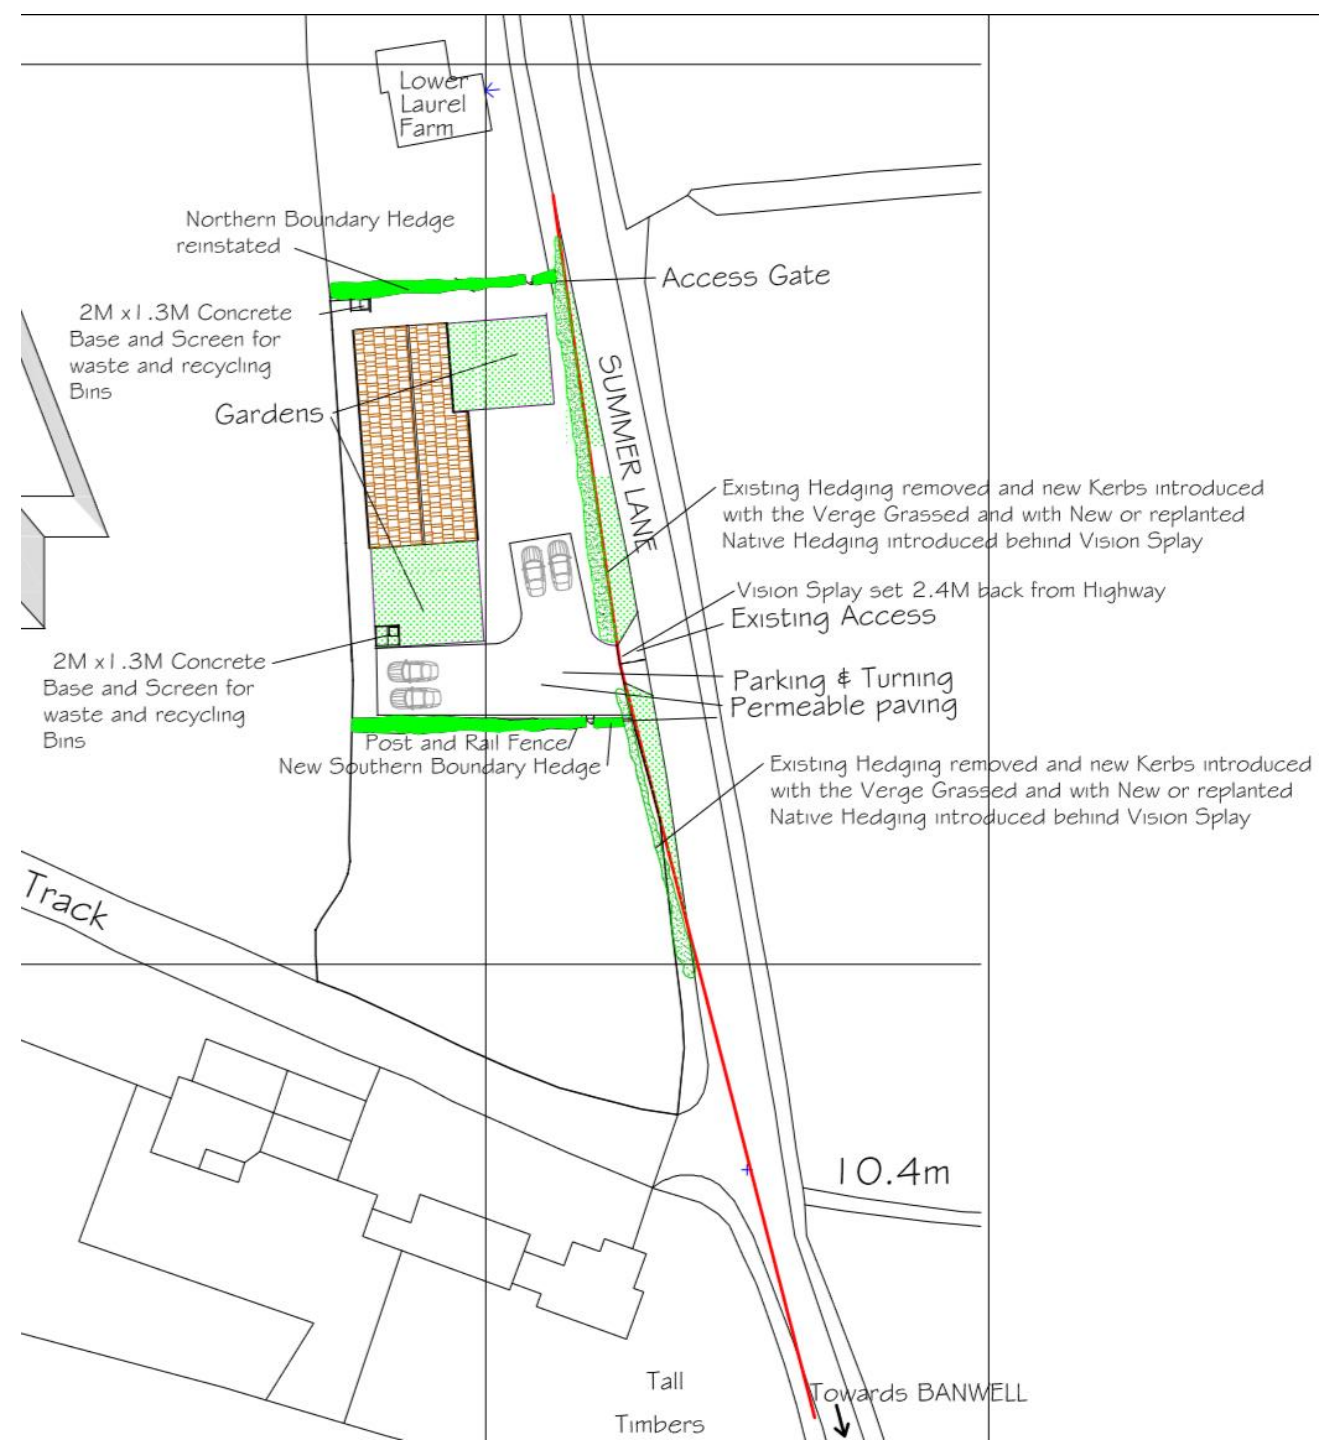 Lower
Laurel
Farm
Northern Boundary Hedge
reinstated
Access Gate
2M x1.3M Concrete
Base and Screen for
waste and recycling
Bins
Gardens
SUMMER LANE
Existing Hedging removed and new Kerbs introduced
with the Verge Grassed and with New or replanted
Native Hedging introduced behind Vision Splay
Vision Splay set 2.4M back from Highway
Existing Access
2M x1.3M Concrete
Base and Screen for
waste and recycling
Bins
Parking & Turning
Permeable paving
Post and Rail Fence
New Southern Boundary Hedge
Existing Hedging removed and new Kerbs introduced
with the Verge Grassed and with New or replanted
Native Hedging introduced behind Vision Splay
Track
10.4m
Tall
Timbers
Towards BANWELL